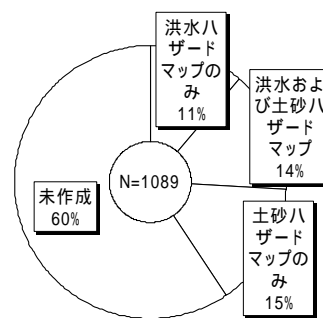 洪水ハ
ザード
マップの
み
11%
洪水およ
び土砂ハ
ザード
マップ
14%
N=1089
未作成
60%
土砂ハ
ザード
マップの
み
15%